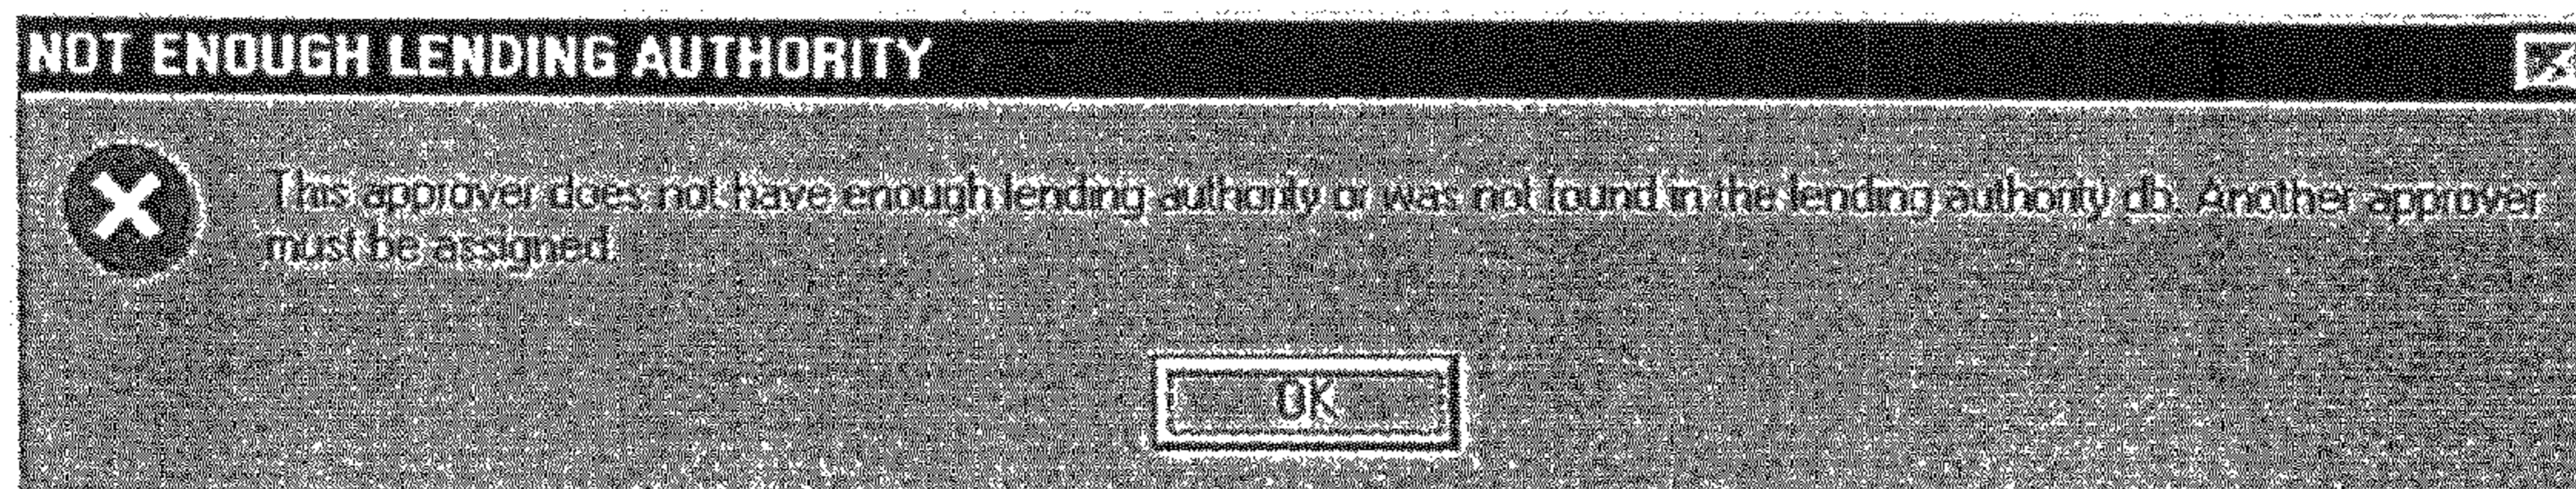 NOT ENOUGH LENDING AUTHORITY
This approver does not have enough lending authority or was not found in the lending authority db. Another approver
must be assigned.
OK